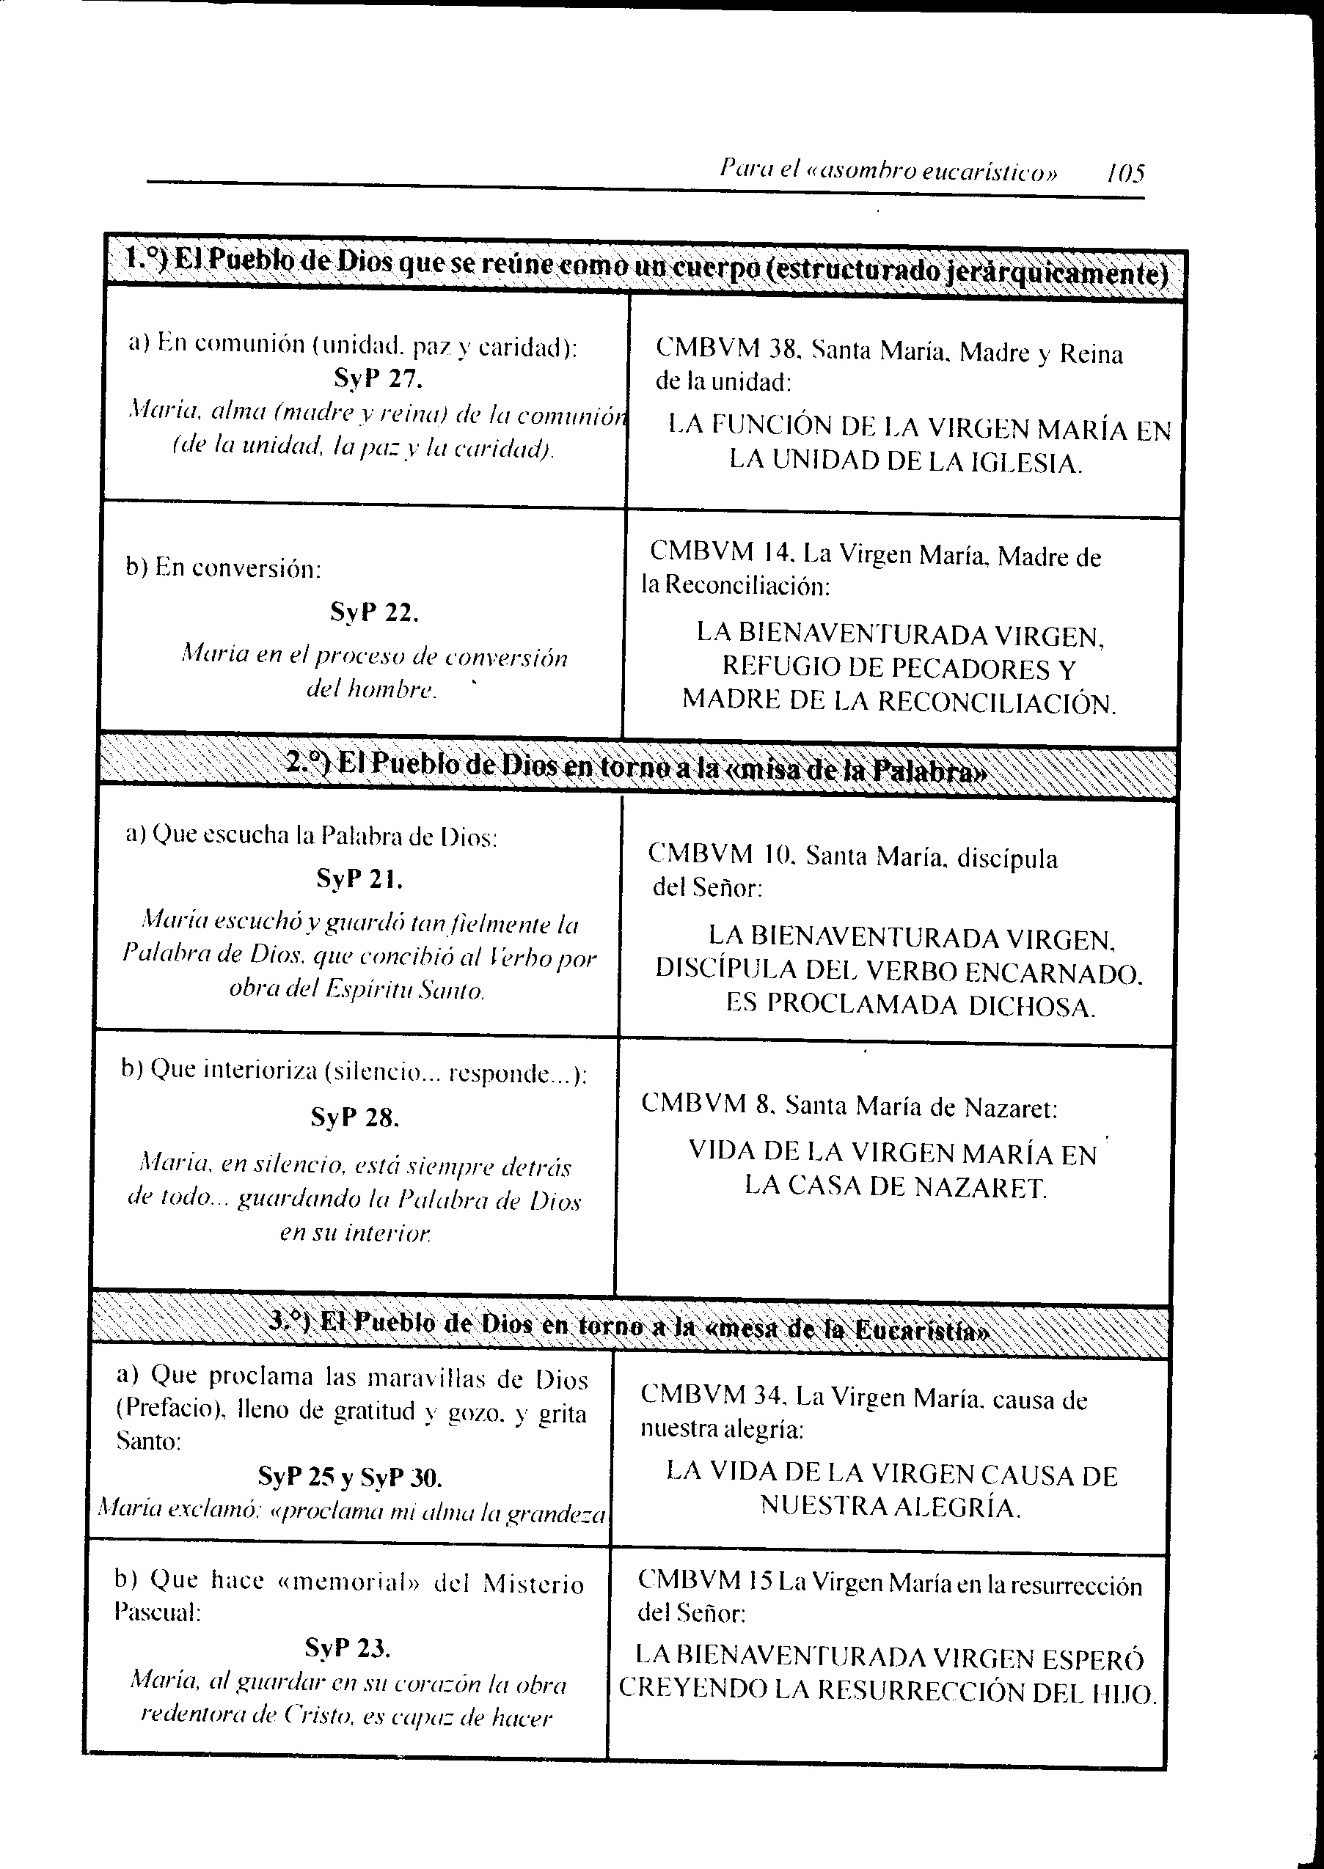 Para el «asombro eucarístico» 105
1.º) El Pueblo de Dios que se reúne como un cuerpo (estructurado jerárquicamente)
a) En comunión (unidad, paz y caridad):
SyP 27.
María, alma (madre y reina) de la comunión
(de la unidad, la paz y la caridad).
CMBVM 38, Santa María, Madre y Reina
de la unidad:
LA FUNCIÓN DE LA VIRGEN MARÍA EN
LA UNIDAD DE LA IGLESIA.
b) En conversión:
SyP 22.
María en el proceso de conversión
del hombre.
CMBVM 14. La Virgen María, Madre de
la Reconciliación:
LA BIENAVENTURADA VIRGEN,
REFUGIO DE PECADORES Y
MADRE DE LA RECONCILIACIÓN.
2.º) El Pueblo de Dios en torno a la «misa de la Palabra»
a) Que escucha la Palabra de Dios:
SyP 21.
María escuchó y guardó tan fielmente la
Palabra de Dios, que concibió al Verbo por
obra del Espíritu Santo.
CMBVM 10. Santa María, discípula
del Señor:
LA BIENAVENTURADA VIRGEN,
DISCÍPULA DEL VERBO ENCARNADO,
ES PROCLAMADA DICHOSA.
b) Que interioriza (silencio... responde...):
SyP 28.
María, en silencio, está siempre detrás
de todo... guardando la Palabra de Dios
en su interior.
CMBVM 8, Santa María de Nazaret:
VIDA DE LA VIRGEN MARÍA EN
LA CASA DE NAZARET.
3.º) El Pueblo de Dios en torno a la «mesa de la Eucaristía»
a) Que proclama las maravillas de Dios
(Prefacio), lleno de gratitud y gozo, y grita
Santo:
SyP 25 y SyP 30.
María exclamó: «proclama mi alma la grandeza
CMBVM 34, La Virgen María, causa de
nuestra alegría:
LA VIDA DE LA VIRGEN CAUSA DE
NUESTRA ALEGRÍA.
b) Que hace «memorial» del Misterio
Pascual:
SyP 23.
María, al guardar en su corazón la obra
redentora de Cristo, es capaz de hacer
CMBVM 15 La Virgen María en la resurrección
del Señor:
LA BIENAVENTURADA VIRGEN ESPERÓ
CREYENDO LA RESURRECCIÓN DEL HIJO.